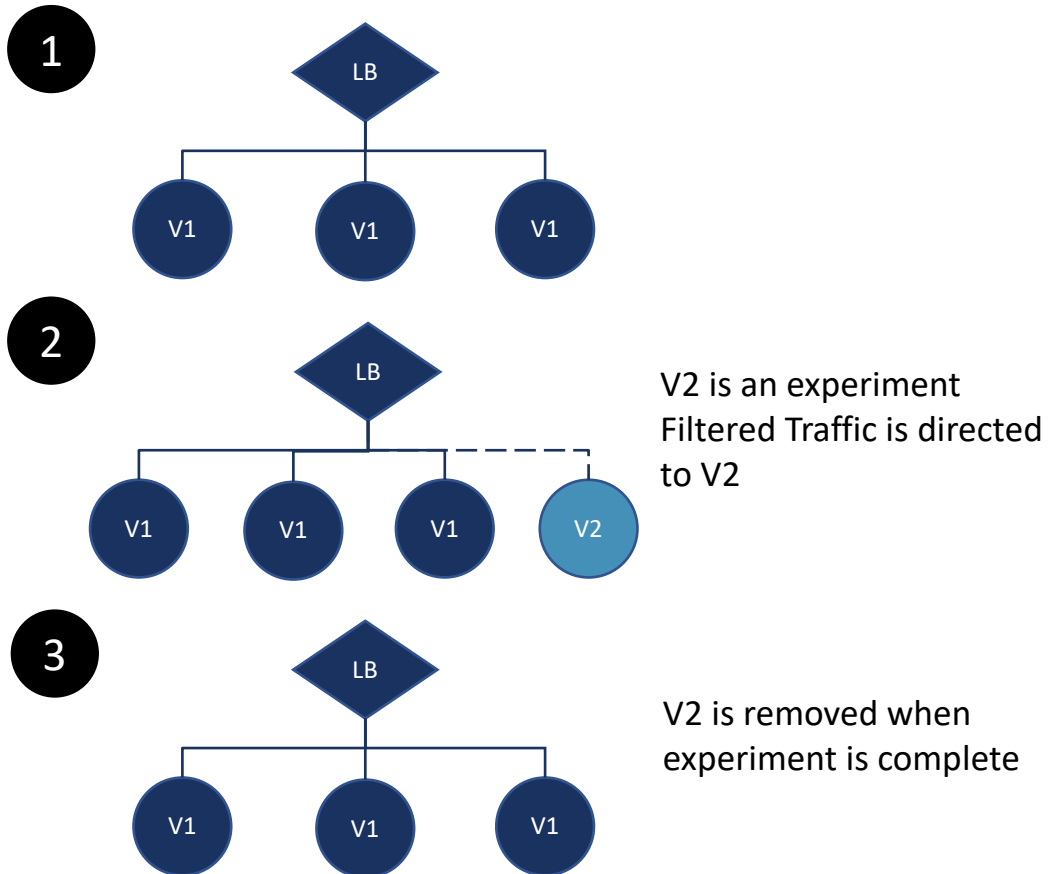 1
LB
V1 V1 V1
2
LB
V1 V1 V1 V2
V2 is an experiment
Filtered Traffic is directed
to V2
3
LB
V1 V1 V1
V2 is removed when
experiment is complete